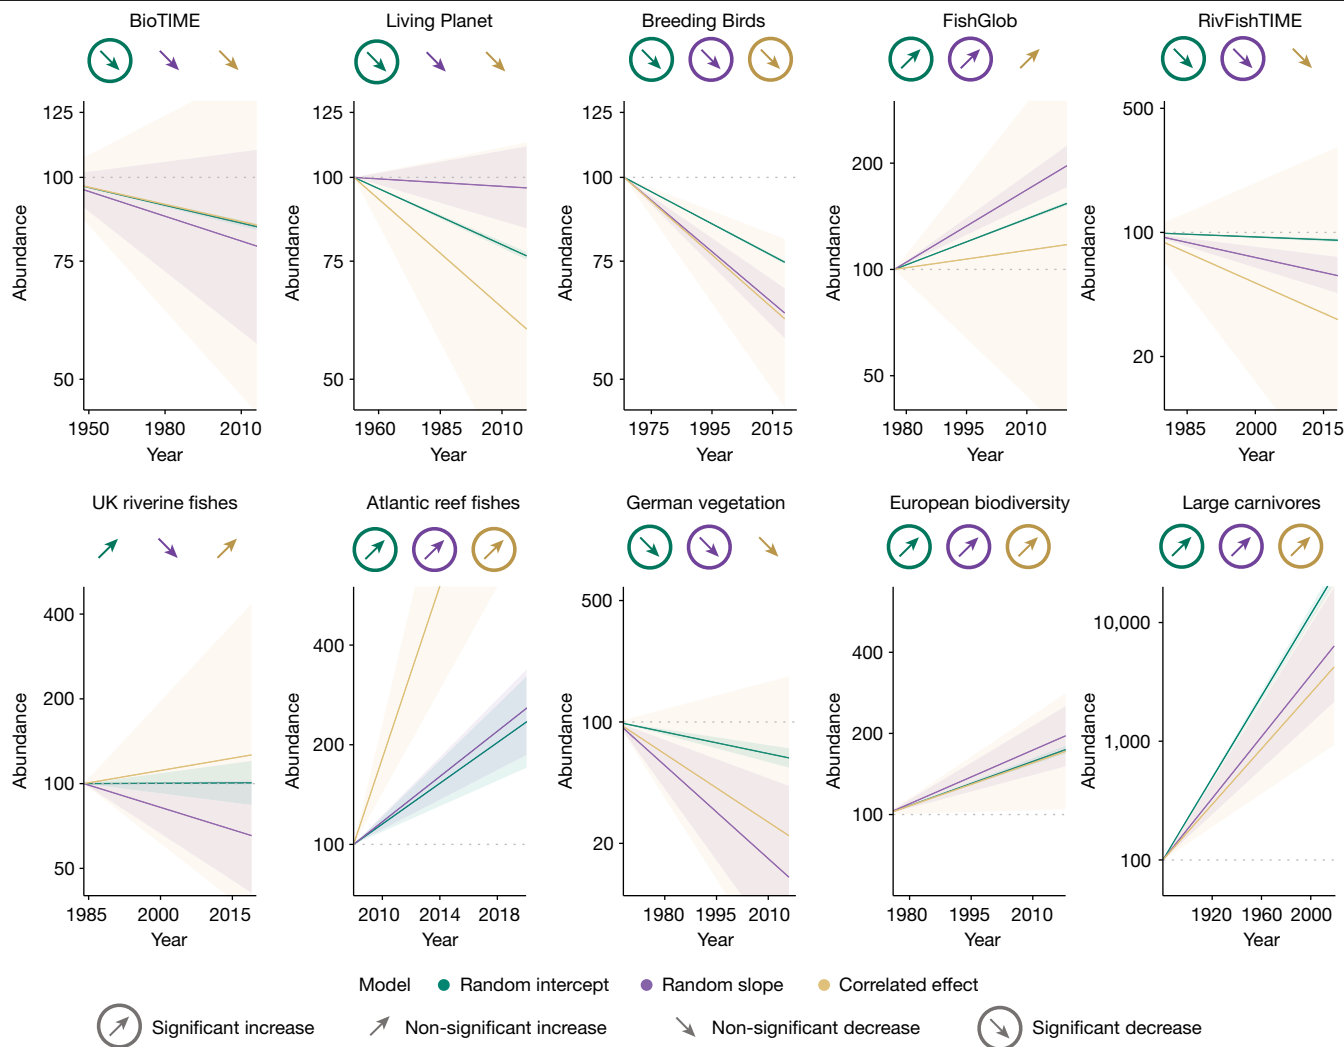 BioTIME
Living Planet
Breeding Birds
FishGlob
RivFishTIME
125
100
75
50
Abundance
1950 1980 2010
Year
125
100
75
50
Abundance
1960 1985 2010
Year
125
100
75
50
Abundance
1975 1995 2015
Year
200
100
50
Abundance
1980 1995 2010
Year
500
100
20
Abundance
1985 2000 2015
Year
UK riverine fishes
Atlantic reef fishes
German vegetation
European biodiversity
Large carnivores
400
200
100
50
Abundance
1985 2000 2015
Year
400
200
100
Abundance
2010 2014 2018
Year
500
100
20
Abundance
1980 1995 2010
Year
400
200
100
Abundance
1980 1995 2010
Year
10,000
1,000
100
Abundance
1920 1960 2000
Year
Model Random intercept Random slope Correlated effect
Significant increase Non-significant increase Non-significant decrease Significant decrease